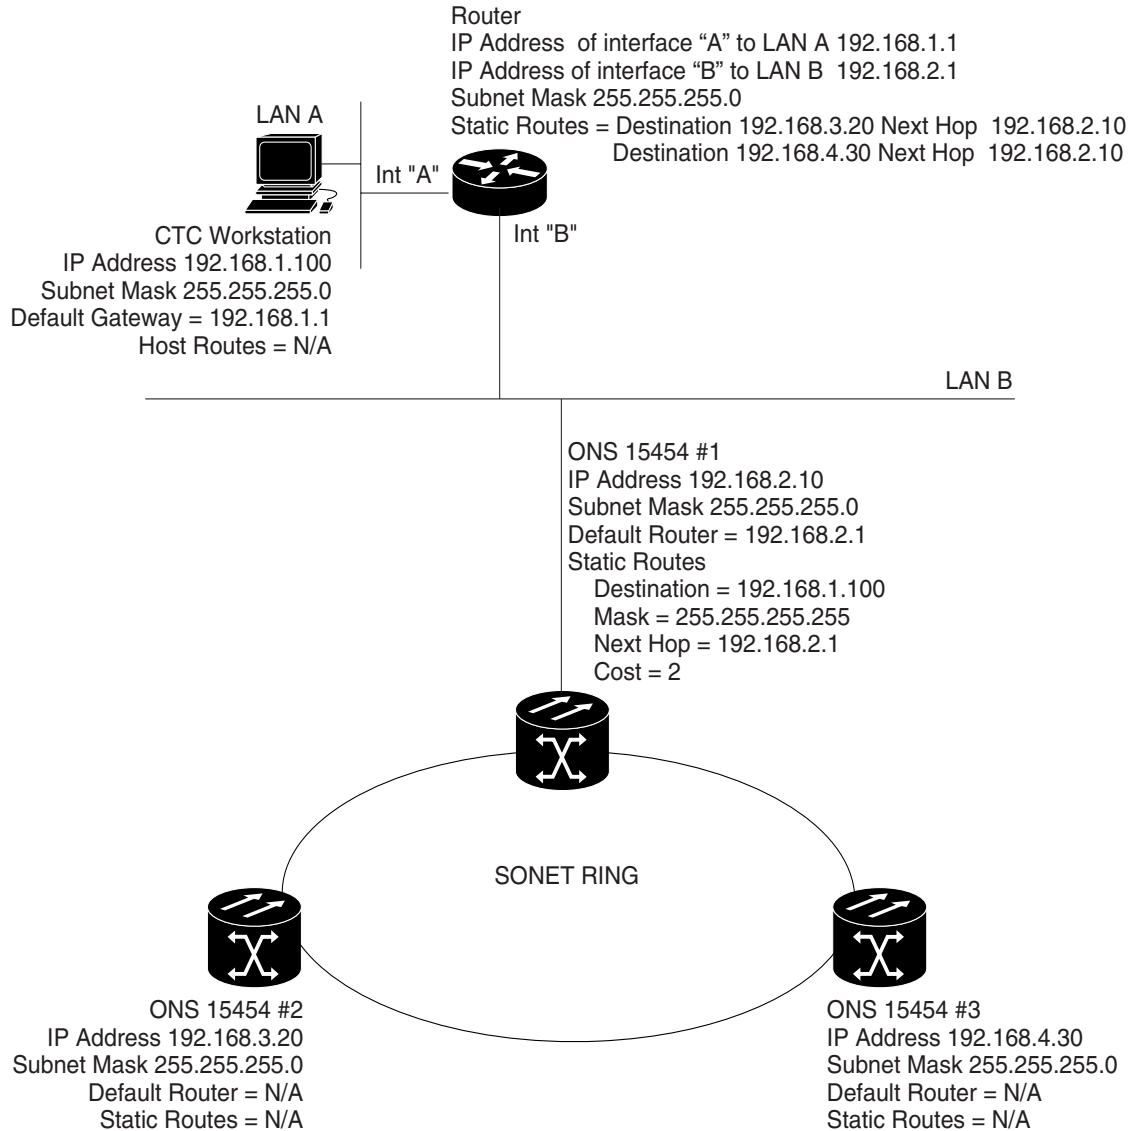 Router
IP Address of interface “A” to LAN A 192.168.1.1
IP Address of interface “B” to LAN B 192.168.2.1
Subnet Mask 255.255.255.0
Static Routes = Destination 192.168.3.20 Next Hop 192.168.2.10
Destination 192.168.4.30 Next Hop 192.168.2.10
LAN A
Int "A"
Int "B"
CTC Workstation
IP Address 192.168.1.100
Subnet Mask 255.255.255.0
Default Gateway = 192.168.1.1
Host Routes = N/A
LAN B
ONS 15454 #1
IP Address 192.168.2.10
Subnet Mask 255.255.255.0
Default Router = 192.168.2.1
Static Routes
Destination = 192.168.1.100
Mask = 255.255.255.255
Next Hop = 192.168.2.1
Cost = 2
SONET RING
ONS 15454 #2
IP Address 192.168.3.20
Subnet Mask 255.255.255.0
Default Router = N/A
Static Routes = N/A
ONS 15454 #3
IP Address 192.168.4.30
Subnet Mask 255.255.255.0
Default Router = N/A
Static Routes = N/A